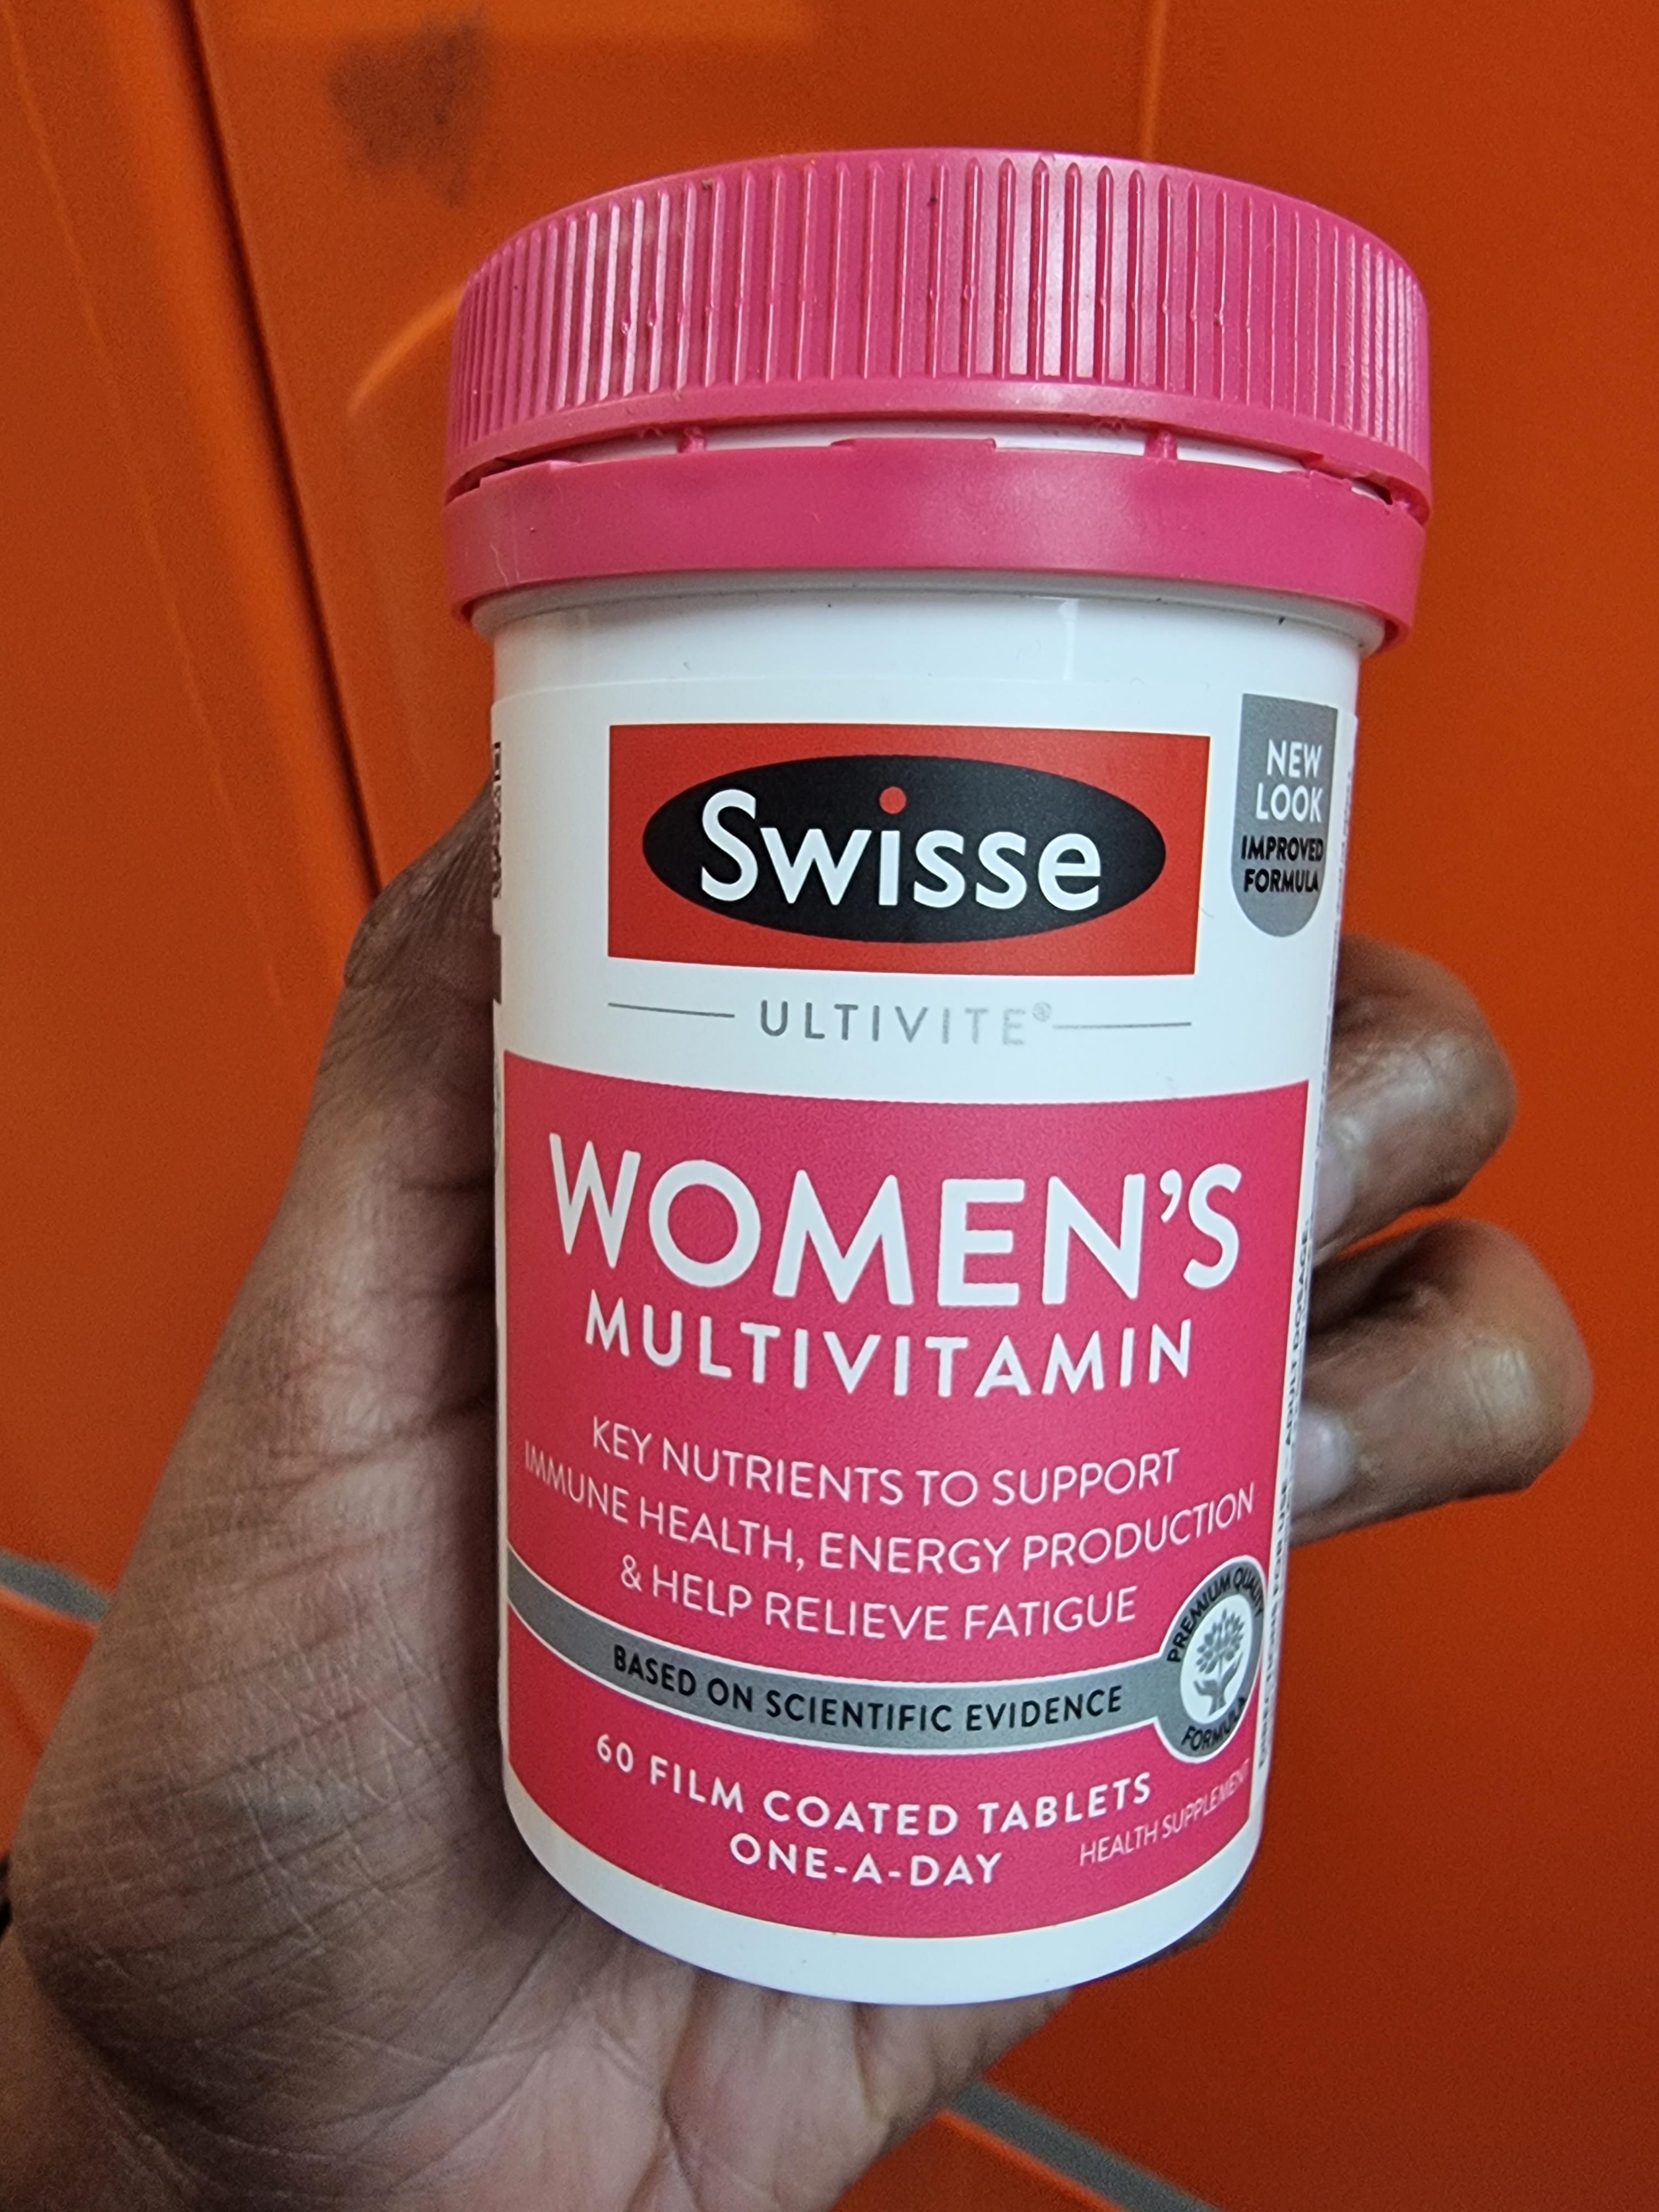 Swisse
NEW
LOOK
IMPROVED
FORMULA
ULTIVITE®
WOMEN'S
MULTIVITAMIN
KEY NUTRIENTS TO SUPPORT
IMMUNE HEALTH, ENERGY PRODUCTION
& HELP RELIEVE FATIGUE
BASED ON SCIENTIFIC EVIDENCE
PREMIUM QUALITY
FORMULA
60 FILM COATED TABLETS
ONE-A-DAY
HEALTH SUPPLEMENT